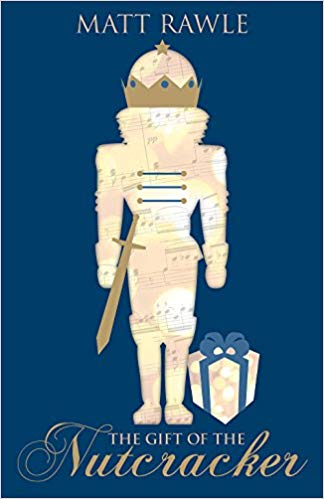 MATT RAWLE
THE GIFT OF THE
Nutcracker